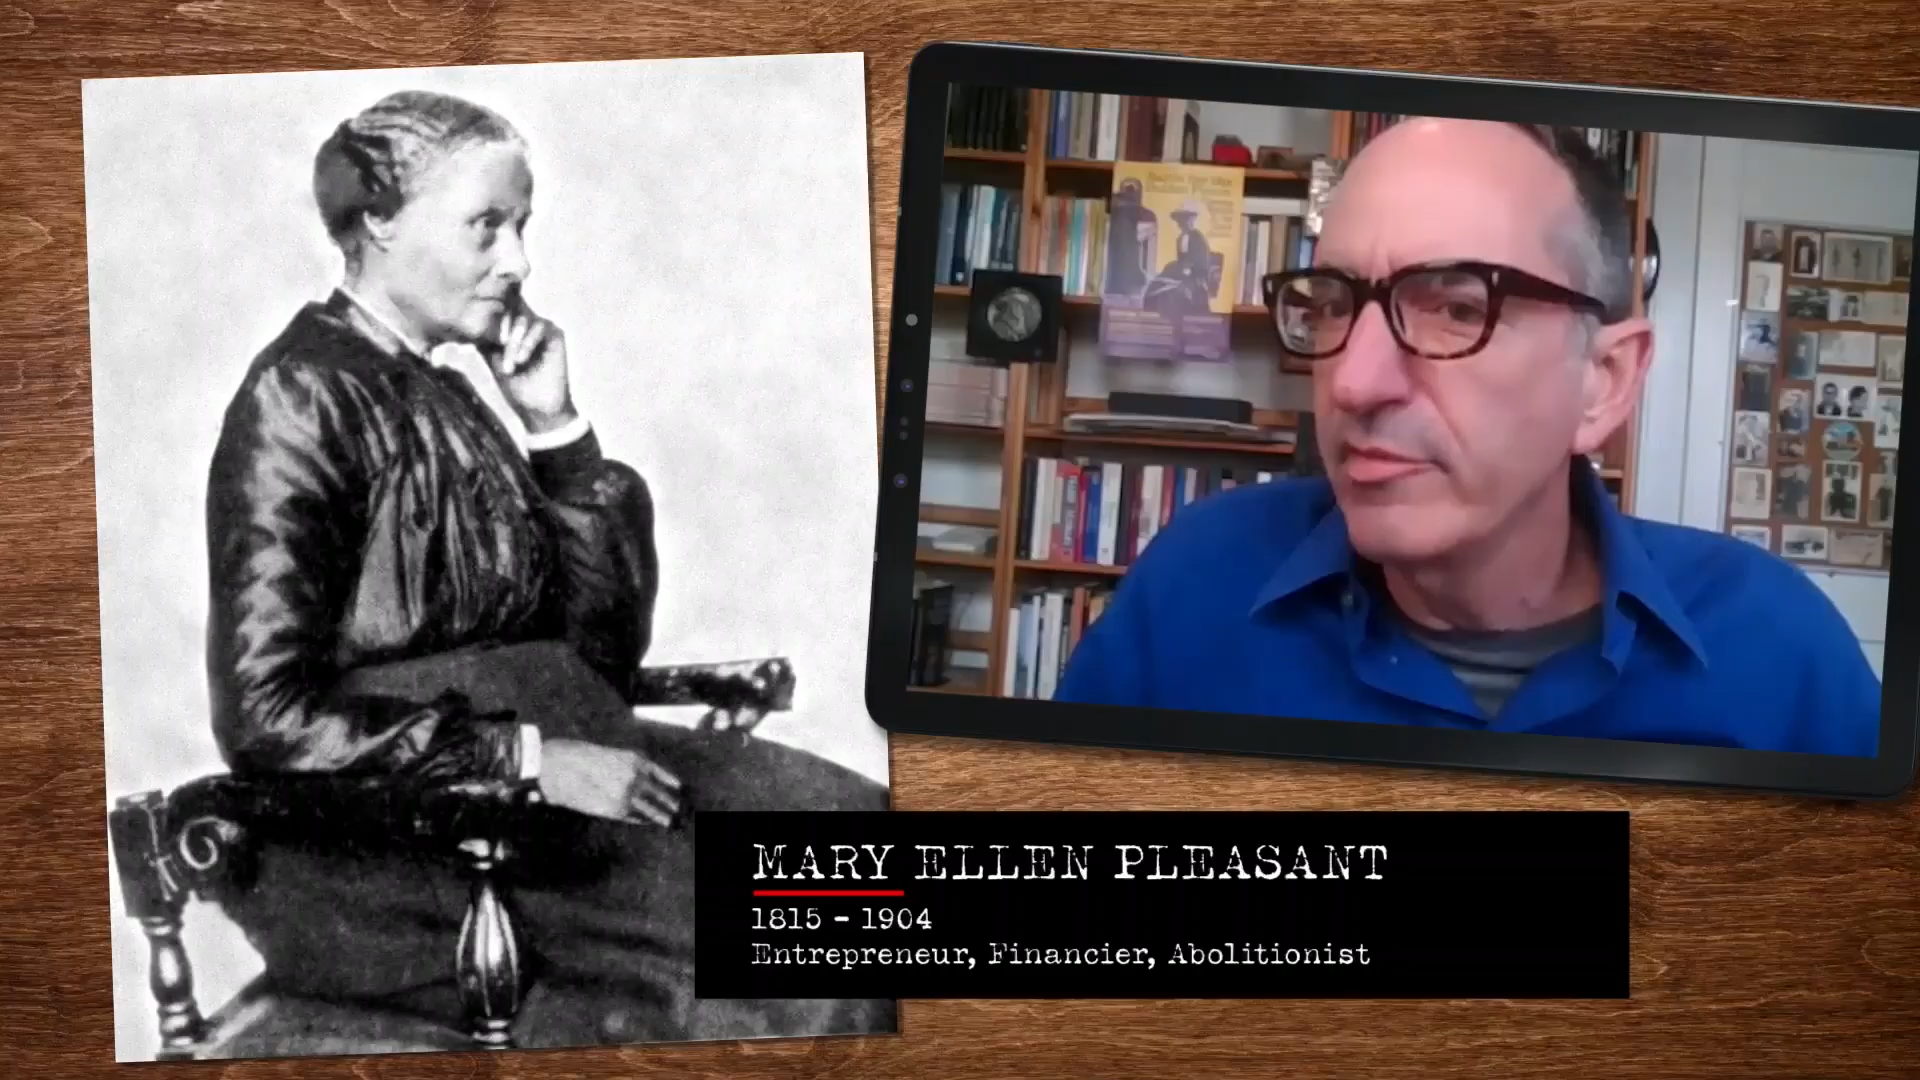 MARY ELLEN PLEASANT
1815 - 1904
Entrepreneur, Financier, Abolitionist